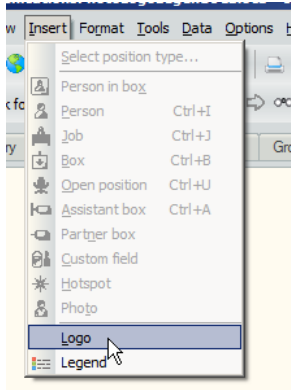 w Insert Format Tools Data Options H
Select position type...
Person in box
Person Ctrl+I
Job Ctrl+J
Box Ctrl+B
Open position Ctrl+U
Assistant box Ctrl+A
Partner box
Custom field
Hotspot
Photo
Logo
Legend